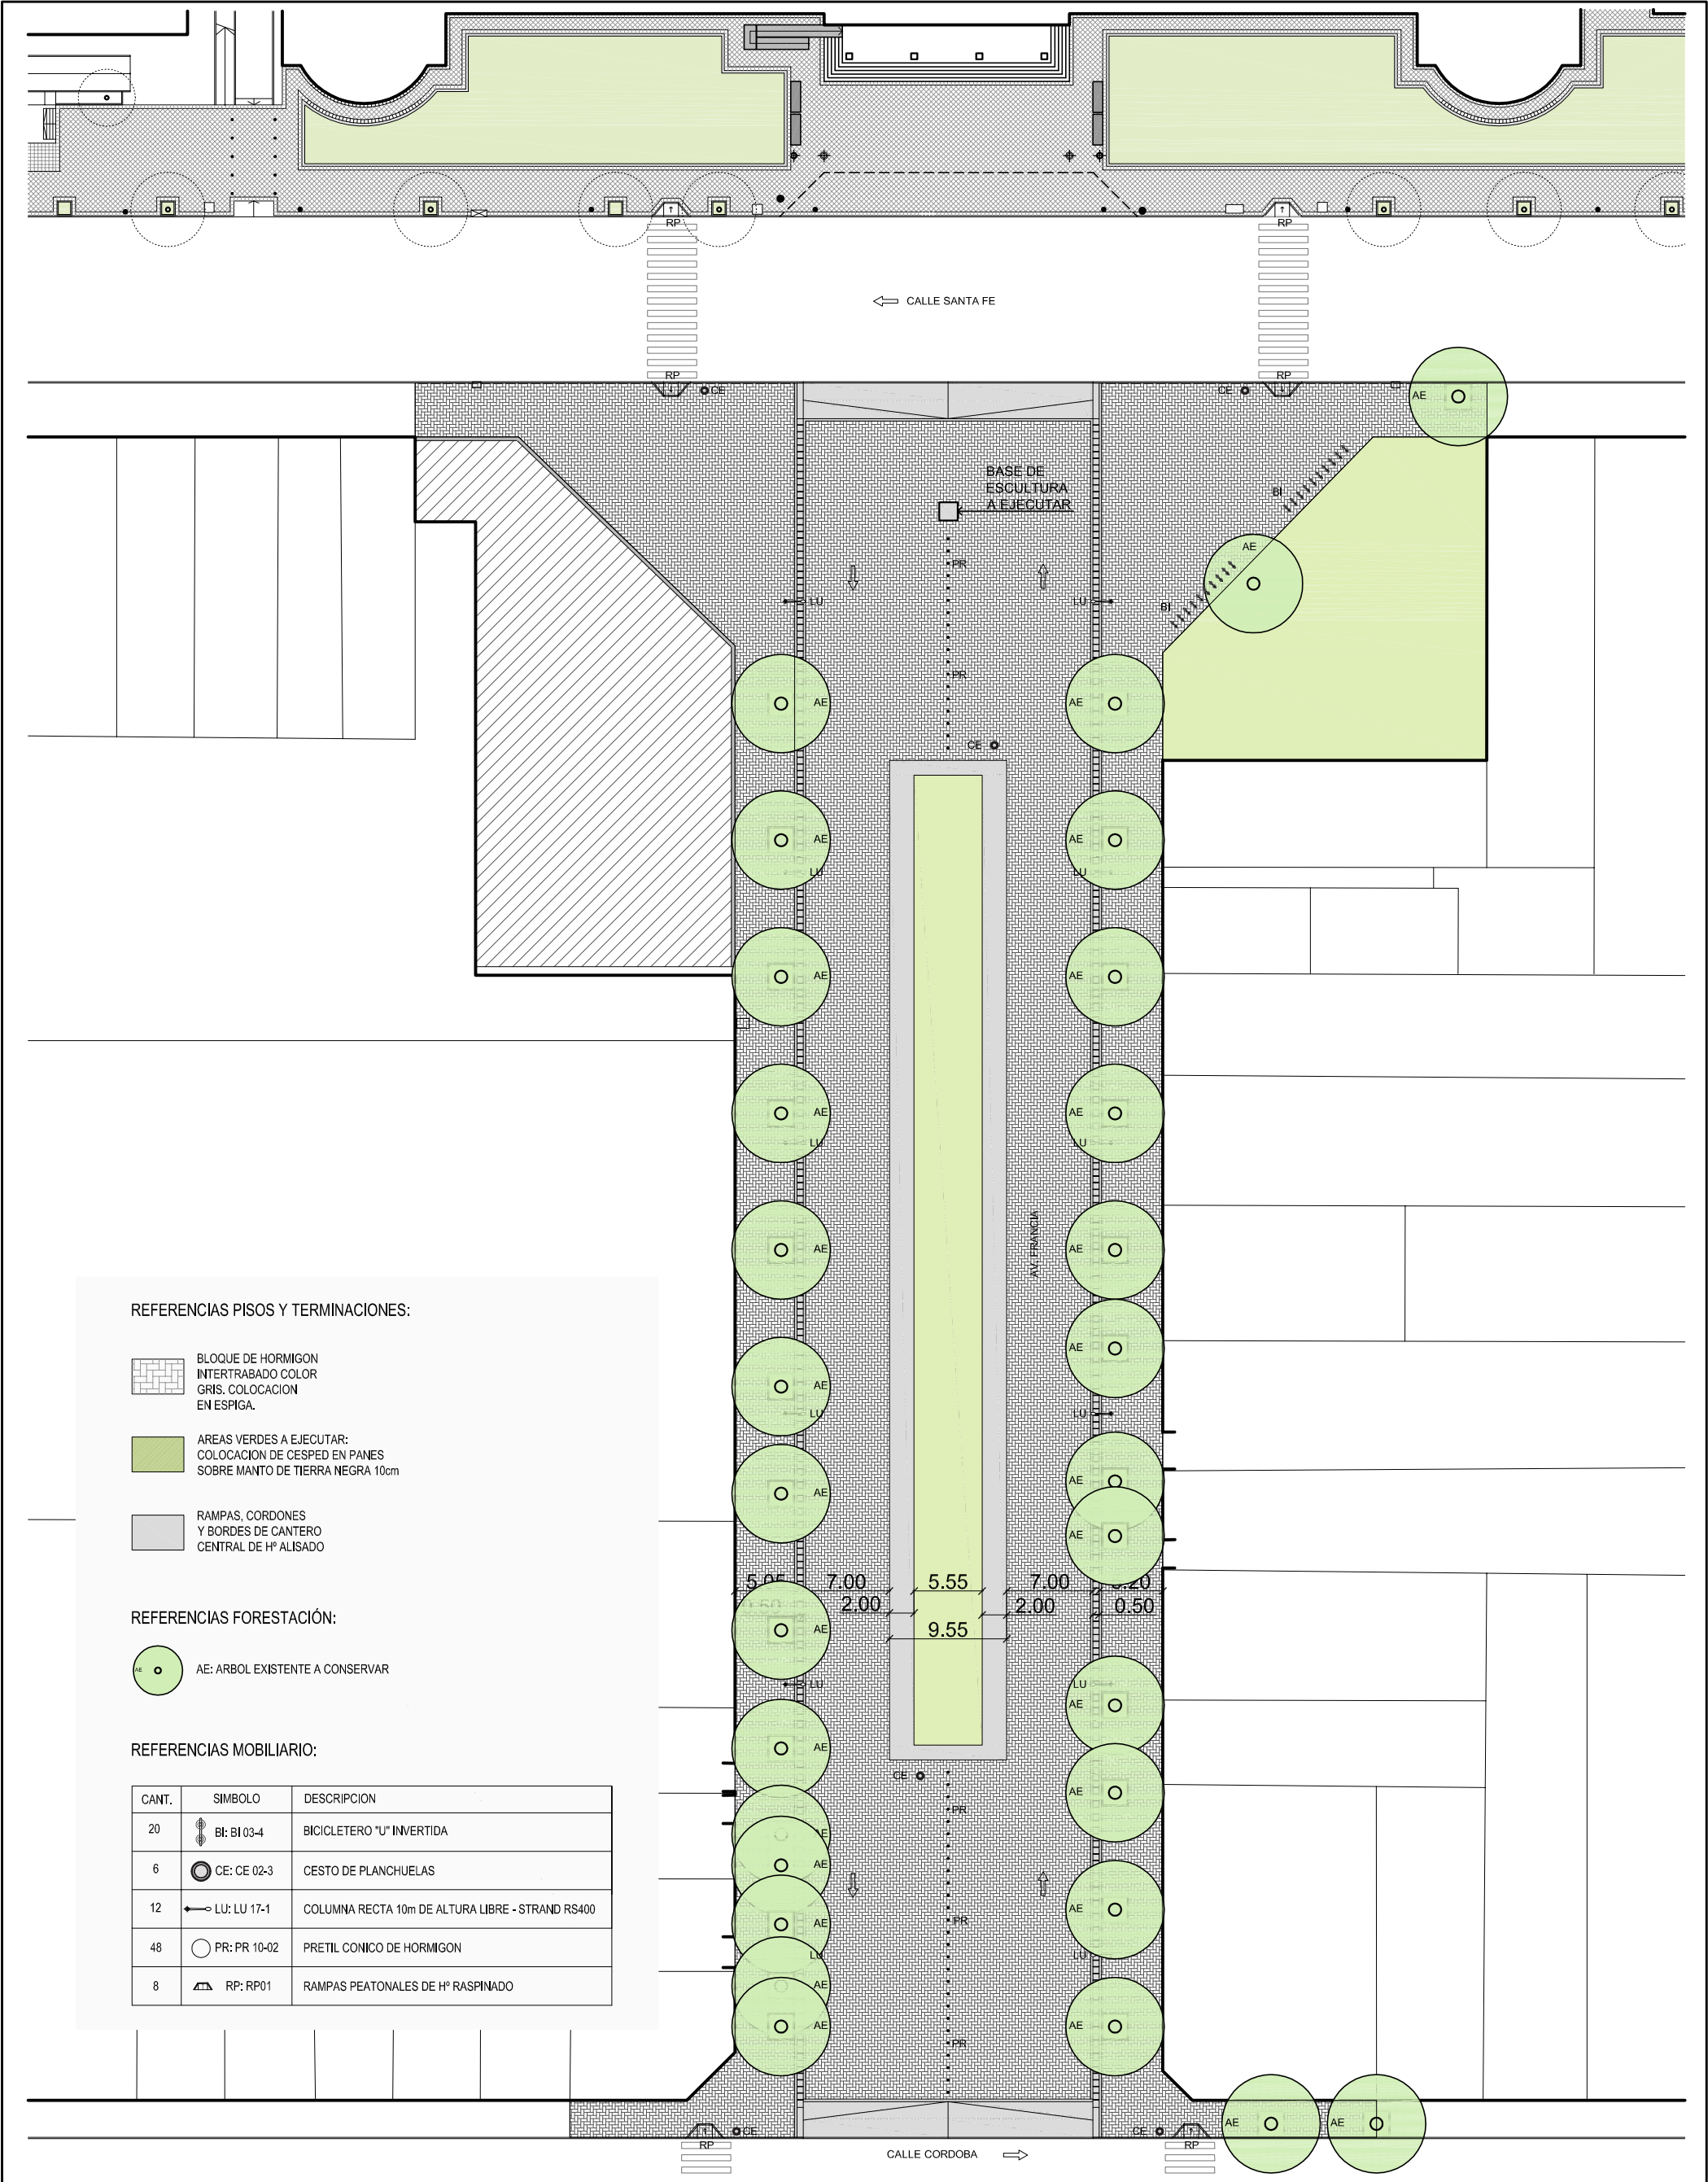 RP
RP
CALLE SANTA FE
RP
CE
CE
RP
AE
BASE DE
ESCULTURA
A EJECUTAR
BI
AE
PR
LU
LU
BI
PR
AE
AE
CE
AE
AE
LU
LU
AE
AE
AE
AE
LU
LU
AV. FRANCIA
AE
AE
AE
AE
LU
LU
AE
AE
AE
5.05
7.00
5.55
7.00
0.50
2.00
2.00
0.50
9.55
AE
LU
LU
AE
AE
CE
AE
PR
AE
AE
AE
AE
PR
LU
LU
AE
AE
AE
PR
AE
AE
RP
CE
CE
RP
CALLE CORDOBA
REFERENCIAS PISOS Y TERMINACIONES:
BLOQUE DE HORMIGON
INTERTRABADO COLOR
GRIS. COLOCACION
EN ESPIGA.
AREAS VERDES A EJECUTAR:
COLOCACION DE CESPED EN PANES
SOBRE MANTO DE TIERRA NEGRA 10cm
RAMPAS, CORDONES
Y BORDES DE CANTERO
CENTRAL DE Hº ALISADO
REFERENCIAS FORESTACIÓN:
AE
AE: ARBOL EXISTENTE A CONSERVAR
REFERENCIAS MOBILIARIO:
CANT. SIMBOLO DESCRIPCION
20 BI: BI 03-4 BICICLETERO "U" INVERTIDA
6 CE: CE 02-3 CESTO DE PLANCHUELAS
12 LU: LU 17-1 COLUMNA RECTA 10m DE ALTURA LIBRE - STRAND RS400
48 PR: PR 10-02 PRETIL CONICO DE HORMIGON
8 RP: RP01 RAMPAS PEATONALES DE Hº RASPINADO